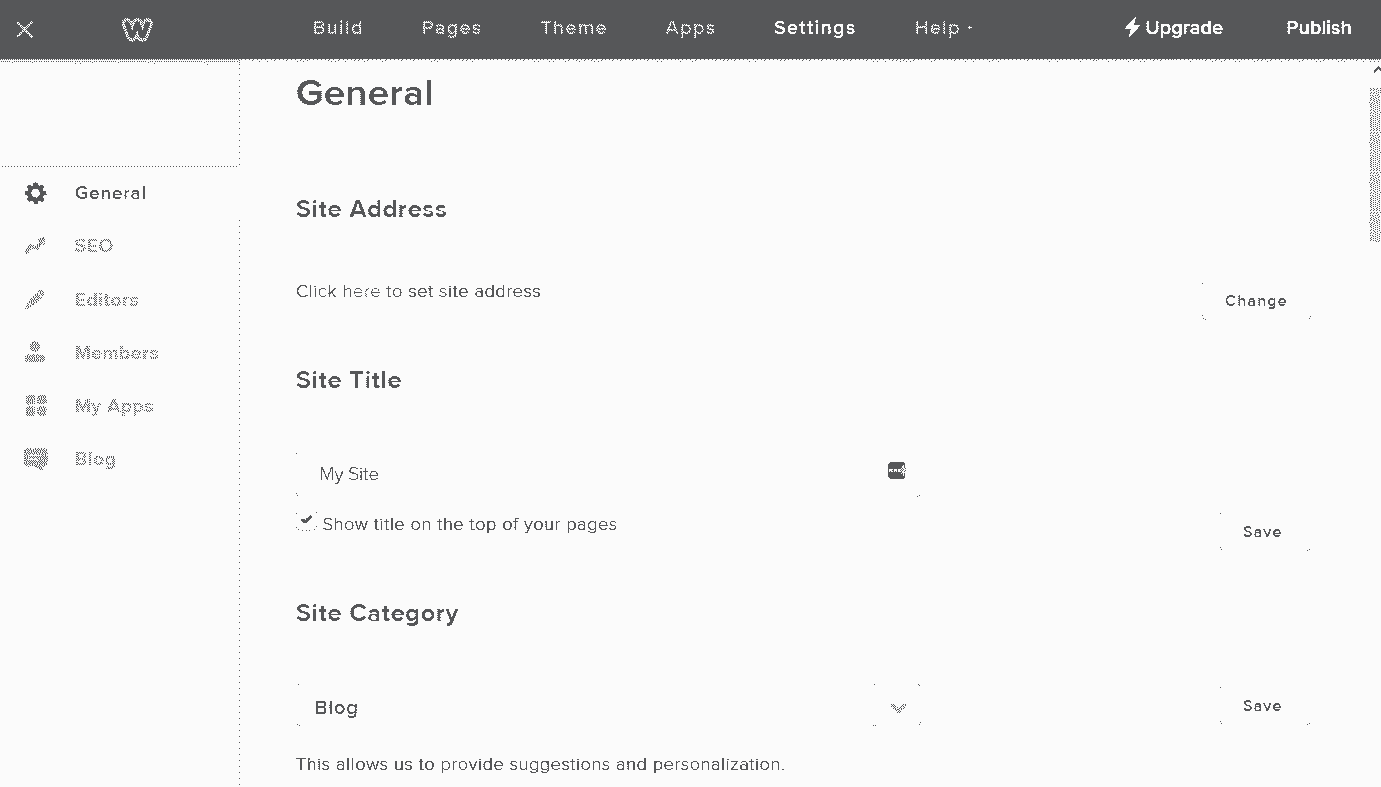 Build Pages Theme Apps Settings Help Upgrade Publish
General
General
SEO
Editors
Members
My Apps
Blog
Site Address
Click here to set site address
Change
Site Title
My Site
Show title on the top of your pages
Save
Site Category
Blog
Save
This allows us to provide suggestions and personalization.